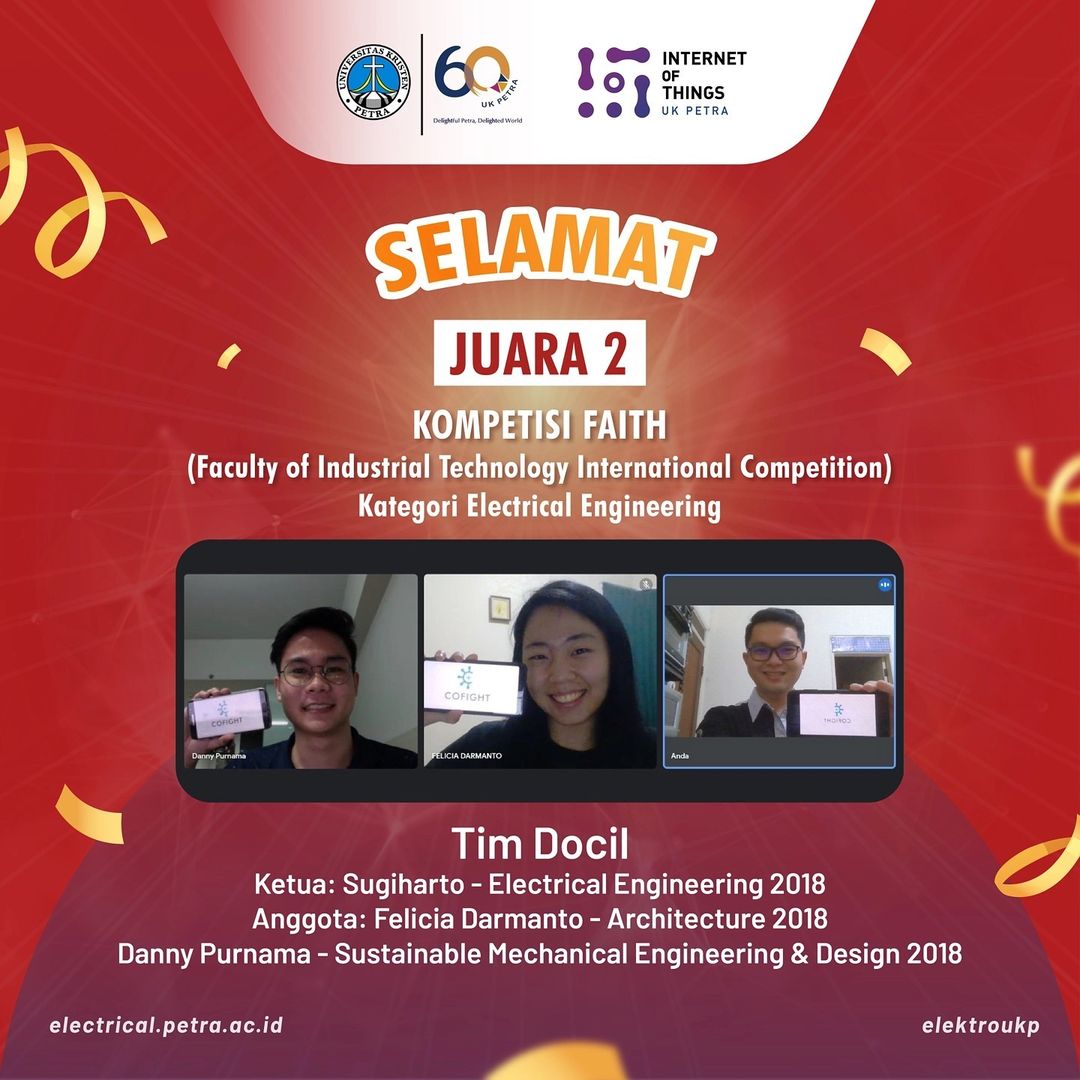 UNIVERSITAS KRISTEN
PETRA
60
UK PETRA
Delightful Petra, Delighted World
INTERNET
OF
THINGS
UK PETRA
SELAMAT
JUARA 2
KOMPETISI FAITH
(Faculty of Industrial Technology International Competition)
Kategori Electrical Engineering
COFIGHT
Danny Purnama
COFIGHT
FELICIA DARMANTO
COFIGHT
Anda
Tim Docil
Ketua: Sugiharto - Electrical Engineering 2018
Anggota: Felicia Darmanto - Architecture 2018
Danny Purnama - Sustainable Mechanical Engineering & Design 2018
electrical.petra.ac.id
elektroukp